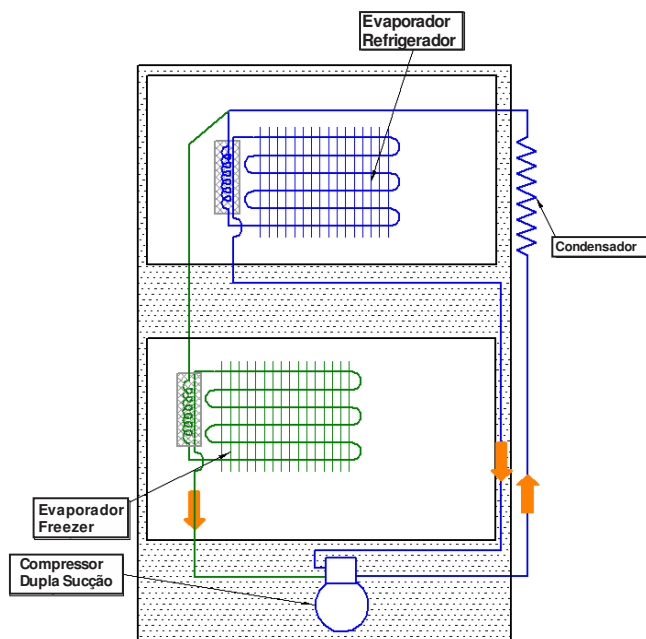 Evaporador
Refrigerador
Condensador
Evaporador
Freezer
Compressor
Dupla Sucção